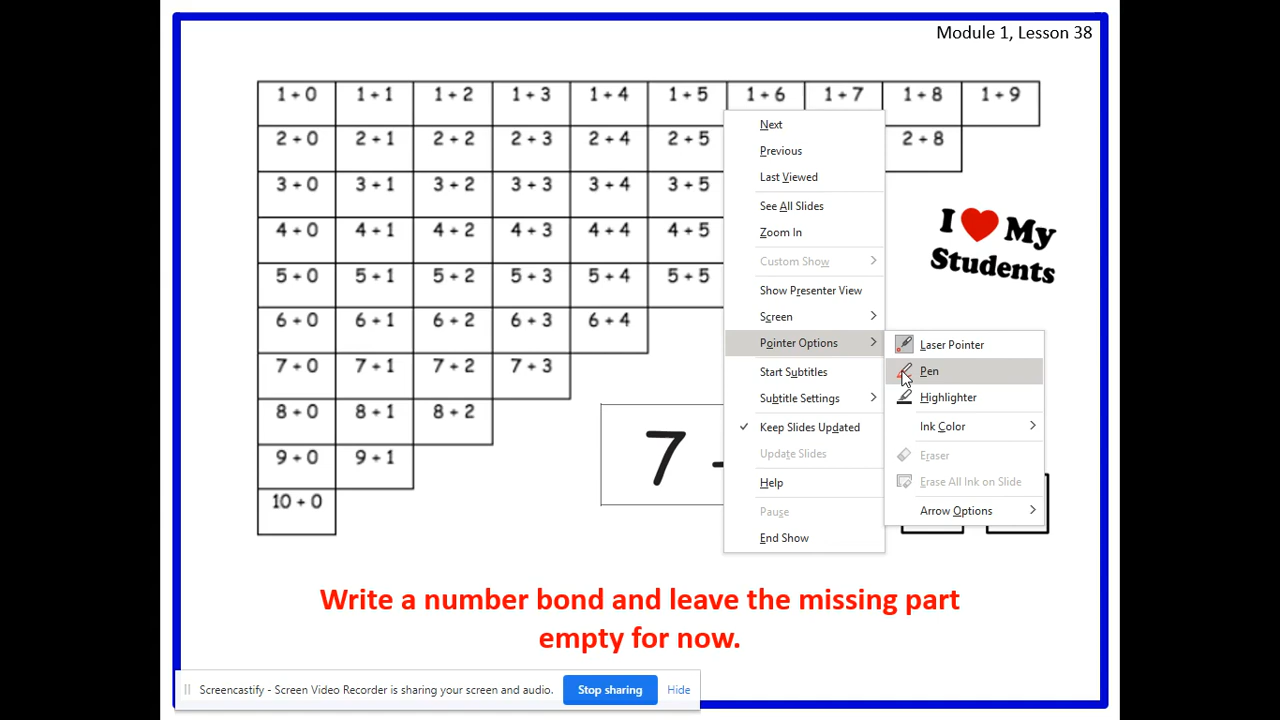 Module 1, Lesson 38
1 + 0 1 + 1 1 + 2 1 + 3 1 + 4 1 + 5 1 + 6 1 + 7 1 + 8 1 + 9
2 + 0 2 + 1 2 + 2 2 + 3 2 + 4 2 + 5 2 + 8
3 + 0 3 + 1 3 + 2 3 + 3 3 + 4 3 + 5
4 + 0 4 + 1 4 + 2 4 + 3 4 + 4 4 + 5
5 + 0 5 + 1 5 + 2 5 + 3 5 + 4 5 + 5
6 + 0 6 + 1 6 + 2 6 + 3 6 + 4
7 + 0 7 + 1 7 + 2 7 + 3
8 + 0 8 + 1 8 + 2
9 + 0 9 + 1
10 + 0
I My
Students
7 -
Next
Previous
Last Viewed
See All Slides
Zoom In
Custom Show
Show Presenter View
Screen
Pointer Options
Start Subtitles
Subtitle Settings
Keep Slides Updated
Update Slides
Help
Pause
End Show
Laser Pointer
Pen
Highlighter
Ink Color
Eraser
Erase All Ink on Slide
Arrow Options
Write a number bond and leave the missing part
empty for now.
Screencastify - Screen Video Recorder is sharing your screen and audio.
Stop sharing
Hide